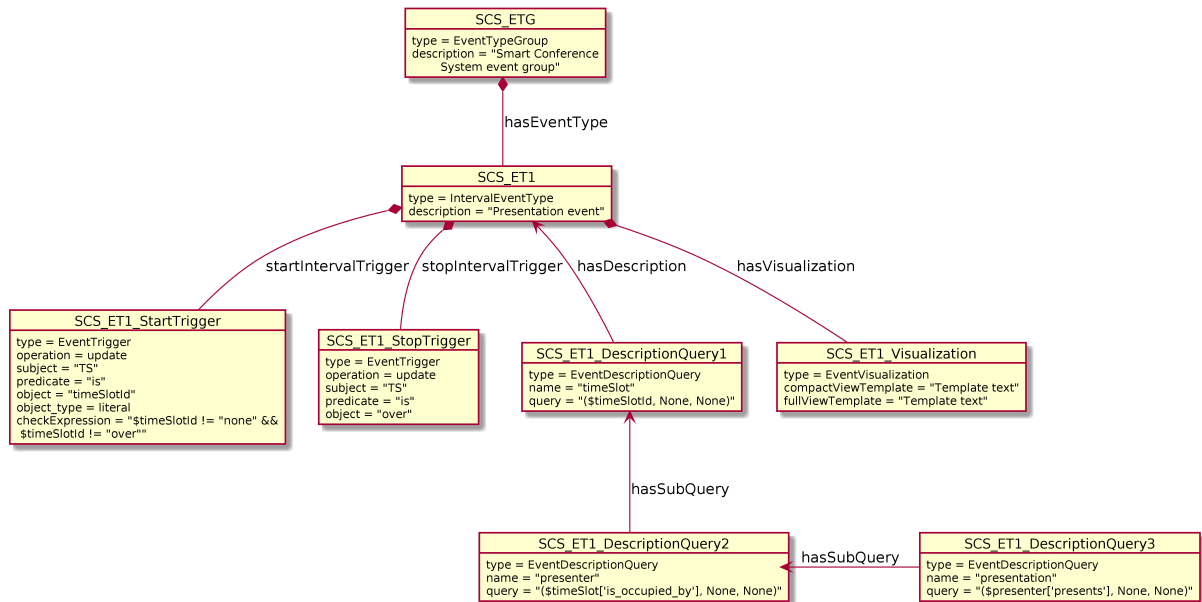 SCS_ETG
type = EventTypeGroup
description = "Smart Conference
System event group"
hasEventType
SCS_ET1
type = IntervalEventType
description = "Presentation event"
startIntervalTrigger
stopIntervalTrigger
hasDescription
hasVisualization
SCS_ET1_StartTrigger
type = EventTrigger
operation = update
subject = "TS"
predicate = "is"
object = "timeSlotId"
object_type = literal
checkExpression = "$timeSlotId != "none" &&
$timeSlotId != "over""
SCS_ET1_StopTrigger
type = EventTrigger
operation = update
subject = "TS"
predicate = "is"
object = "over"
SCS_ET1_DescriptionQuery1
type = EventDescriptionQuery
name = "timeSlot"
query = "($timeSlotId, None, None)"
SCS_ET1_Visualization
type = EventVisualization
compactViewTemplate = "Template text"
fullViewTemplate = "Template text"
hasSubQuery
SCS_ET1_DescriptionQuery2
type = EventDescriptionQuery
name = "presenter"
query = "($timeSlot['is_occupied_by'], None, None)"
hasSubQuery
SCS_ET1_DescriptionQuery3
type = EventDescriptionQuery
name = "presentation"
query = "($presenter['presents'], None, None)"